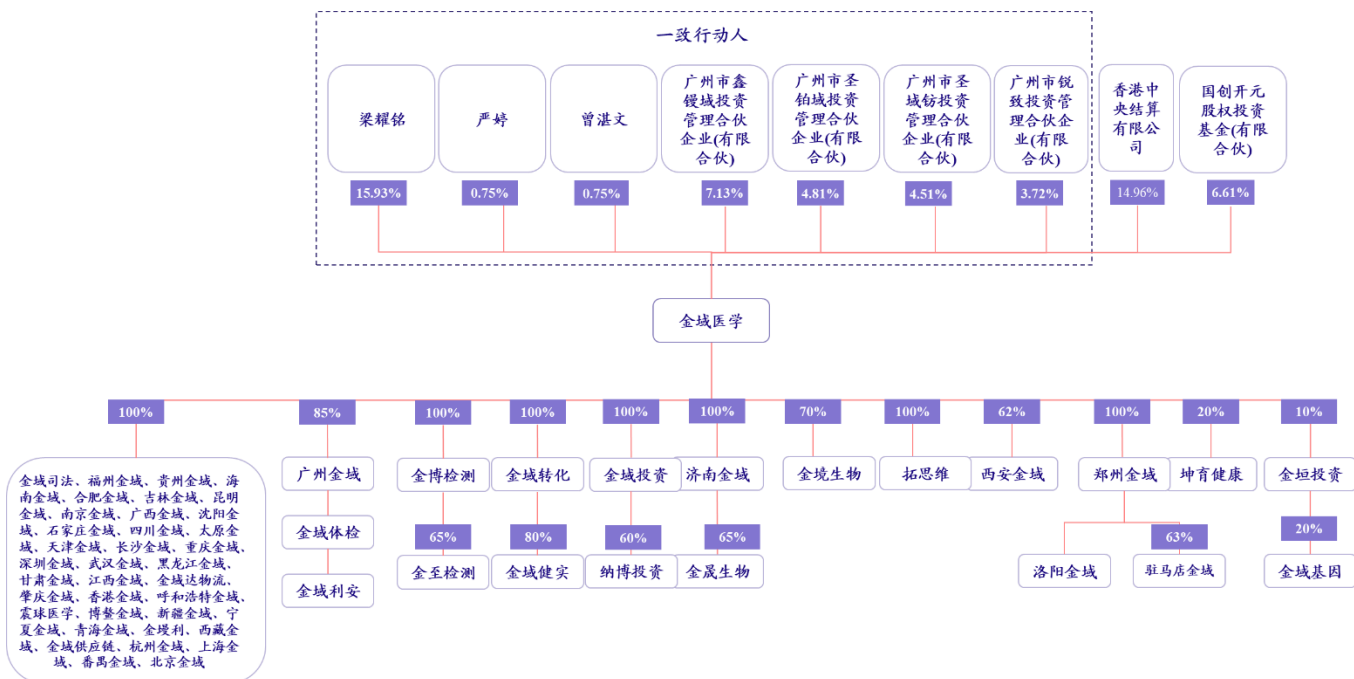 一致行动人
梁耀铭
严婷
曾湛文
广州市鑫
镘域投资
管理合伙
企业(有限
合伙)
广州市圣
铂域投资
管理合伙
企业(有限
合伙)
广州市圣
域钫投资
管理合伙
企业(有限
合伙)
广州市锐
致投资管
理合伙企
业(有限合
伙)
香港中
央结算
有限公
司
国创开元
股权投资
基金(有限
合伙)
15.93%
0.75%
0.75%
7.13%
4.81%
4.51%
3.72%
14.96%
6.61%
金域医学
100%
85%
100%
100%
100%
100%
70%
100%
62%
100%
20%
10%
金域司法、福州金域、贵州金域、海
南金域、合肥金域、吉林金域、昆明
金域、南京金域、广西金域、沈阳金
域、石家庄金域、四川金域、太原金
域、天津金域、长沙金域、重庆金域、
深圳金域、武汉金域、黑龙江金域、
甘肃金域、江西金域、金域达物流、
肇庆金域、香港金域、呼和浩特金域、
震球医学、博鳌金域、新疆金域、宁
夏金域、青海金域、金墁利、西藏金
域、金域供应链、杭州金域、上海金
域、番禺金域、北京金域
广州金域
金博检测
金域转化
金域投资
济南金域
金境生物
拓思维
西安金域
郑州金域
坤育健康
金垣投资
金域体检
65%
80%
60%
65%
63%
20%
金域利安
金至检测
金域健实
纳博投资
金晟生物
洛阳金域
驻马店金域
金域基因